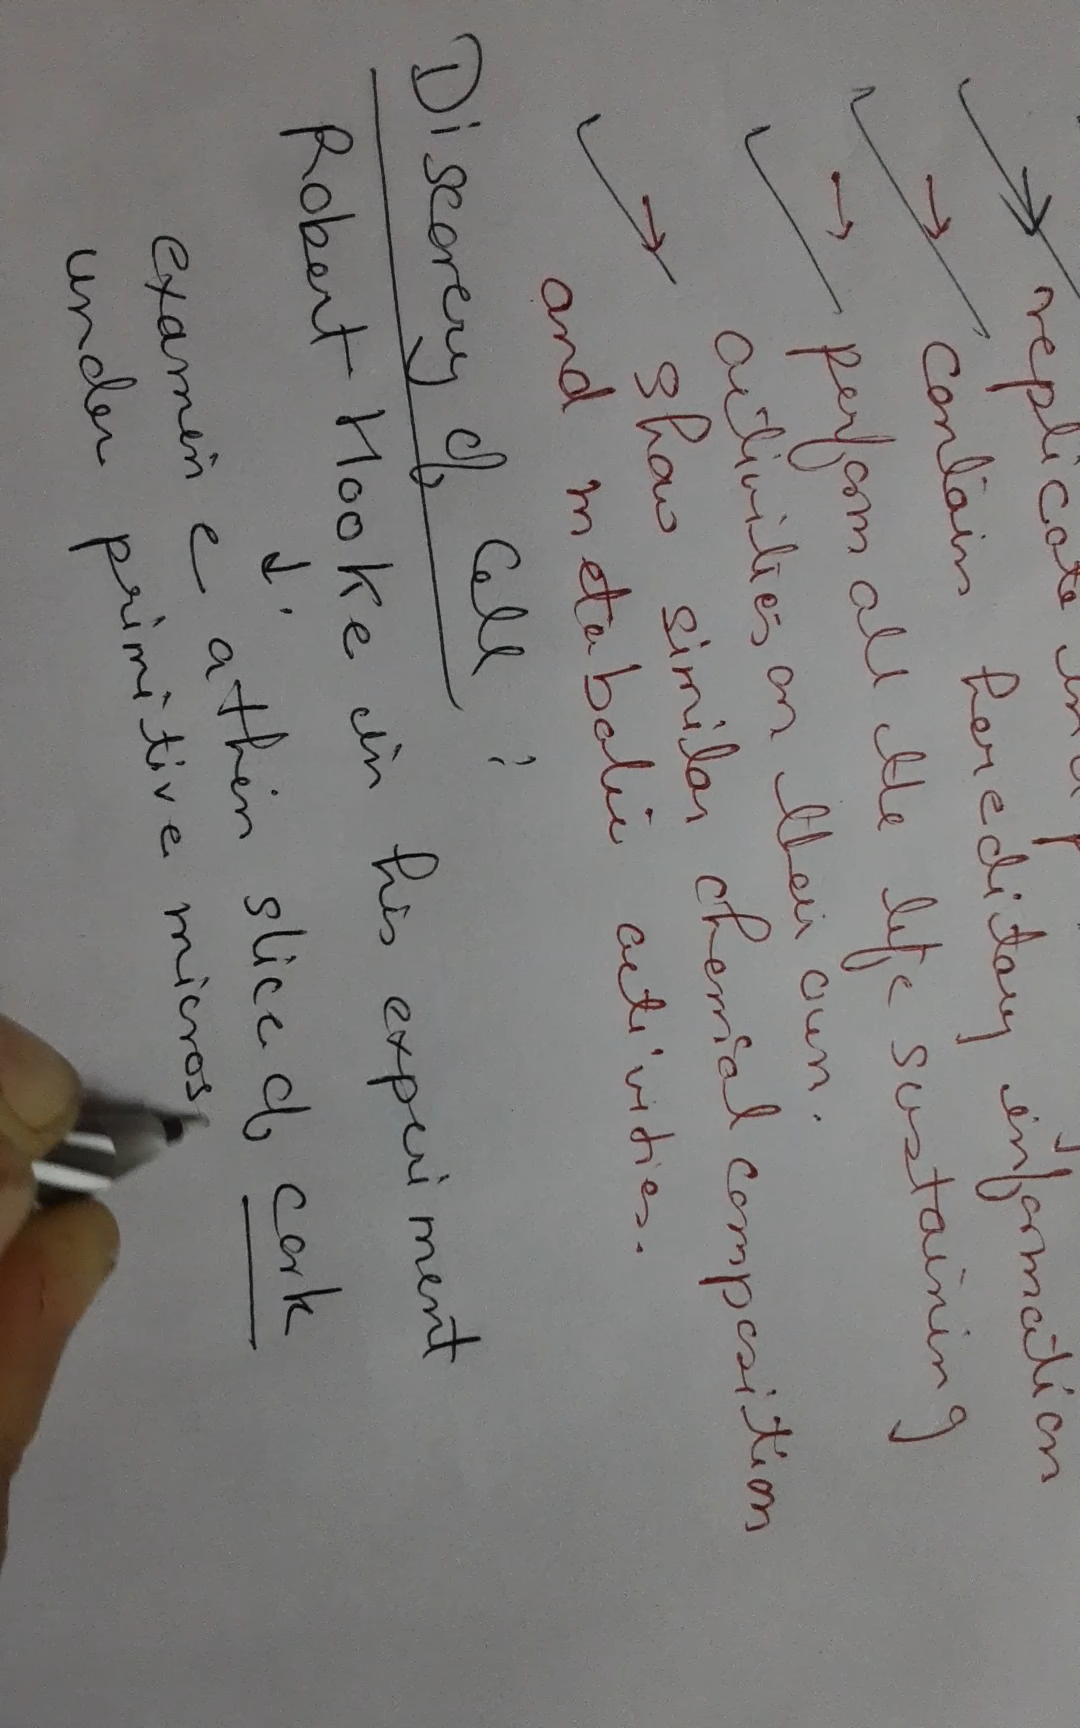 → replicate
→ contain hereditary information
→ perform all the life sustaining
activities on their own.
→ show similar chemical composition
and metabolic activities.
Discovery of Cell :
Robert Hooke in his experiment
↓
examine a thin slice of cork
under primitive micros